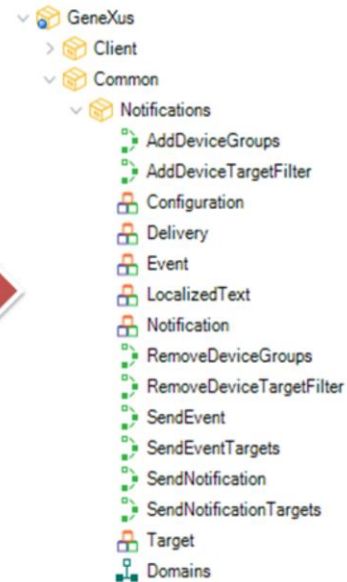 GeneXus
Client
Common
Notifications
AddDeviceGroups
AddDeviceTargetFilter
Configuration
Delivery
Event
LocalizedText
Notification
RemoveDeviceGroups
RemoveDeviceTargetFilter
SendEvent
SendEventTargets
SendNotification
SendNotificationTargets
Target
Domains